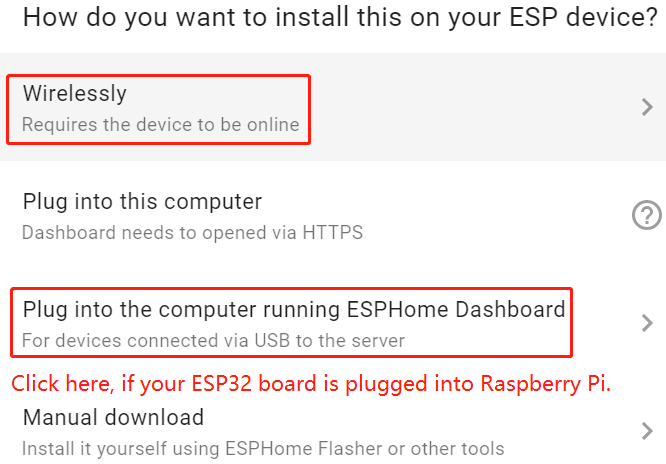 How do you want to install this on your ESP device?
Wirelessly
Requires the device to be online
Plug into this computer
Dashboard needs to opened via HTTPS
Plug into the computer running ESPHome Dashboard
For devices connected via USB to the server
Click here, if your ESP32 board is plugged into Raspberry Pi.
Manual download
Install it yourself using ESPHome Flasher or other tools